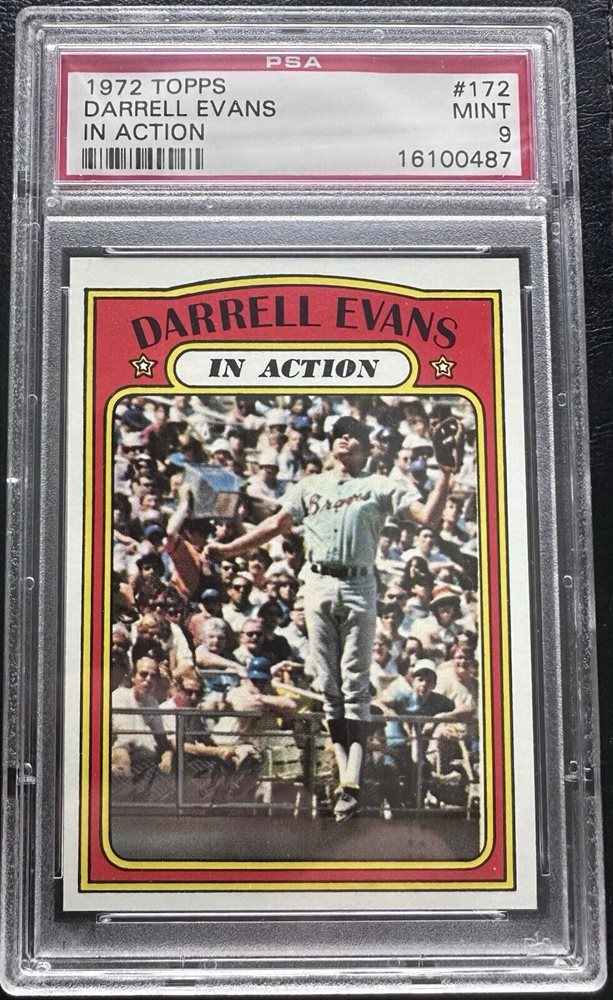 PSA
1972 TOPPS #172
DARRELL EVANS MINT
IN ACTION 9
16100487
DARRELL EVANS
IN ACTION
Braves